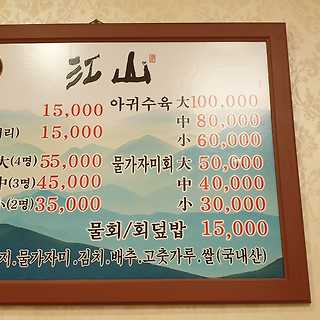 江山
15,000
아귀수육 大 100,000
리) 15,000
中 80,000
小 60,000
大(4명) 55,000
물가자미회 大 50,000
中(3명) 45,000
中 40,000
小(2명) 35,000
小 30,000
물회/회덮밥 15,000
지.물가자미.김치.배추.고춧가루.쌀(국내산)